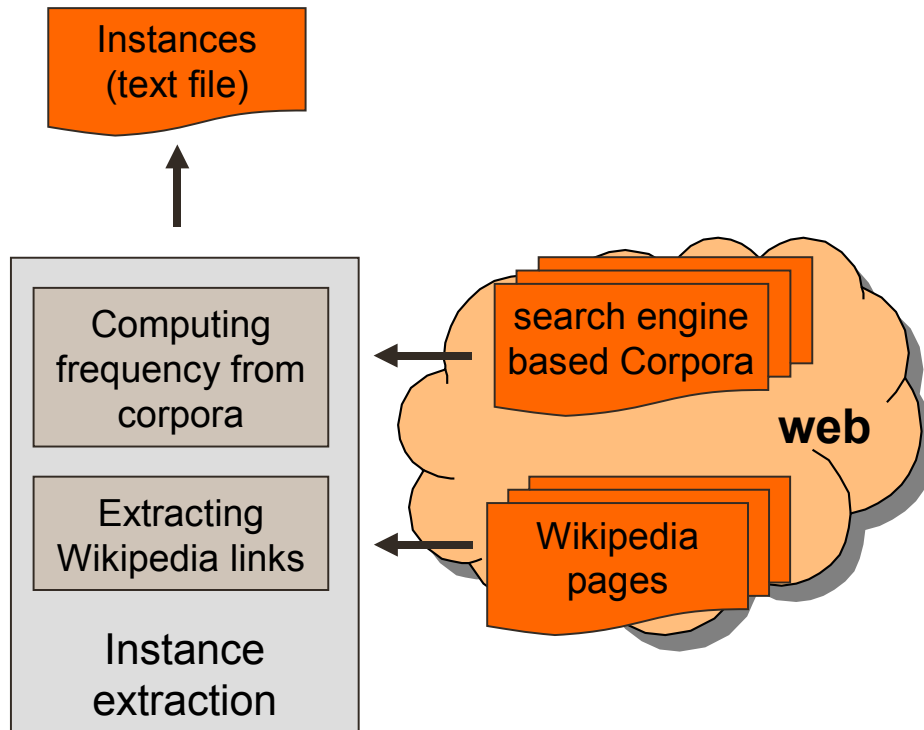 Instances
(text file)
Computing
frequency from
corpora
Extracting
Wikipedia links
Instance
extraction
search engine
based Corpora
web
Wikipedia
pages